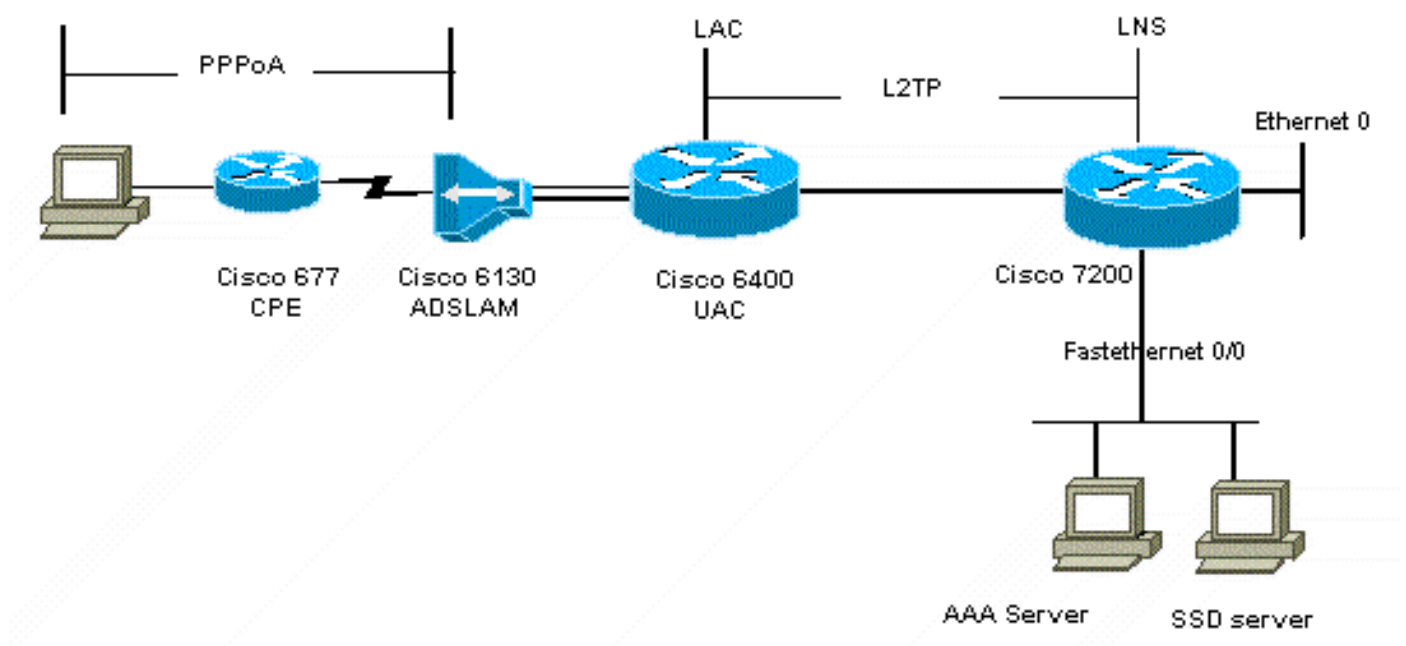 LAC
LNS
PPPoA
L2TP
Ethernet 0
Cisco 677
CPE
Cisco 6130
ADSLAM
Cisco 6400
UAC
Cisco 7200
Fastethernet 0/0
AAA Server
SSD server